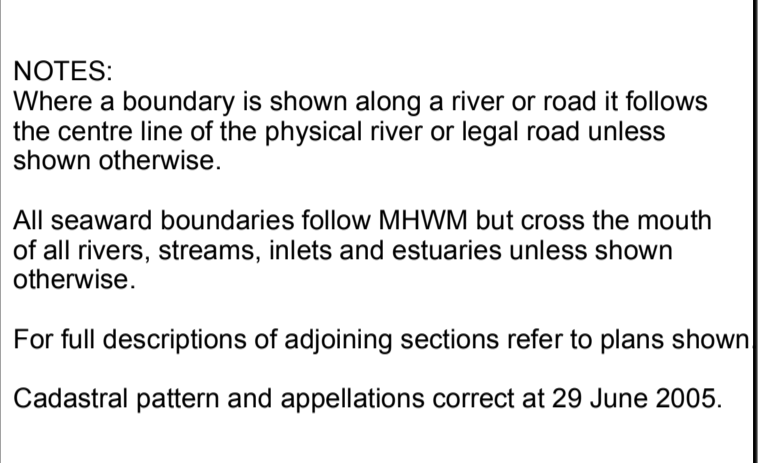 NOTES:
Where a boundary is shown along a river or road it follows
the centre line of the physical river or legal road unless
shown otherwise.
All seaward boundaries follow MHWM but cross the mouth
of all rivers, streams, inlets and estuaries unless shown
otherwise.
For full descriptions of adjoining sections refer to plans shown.
Cadastral pattern and appellations correct at 29 June 2005.